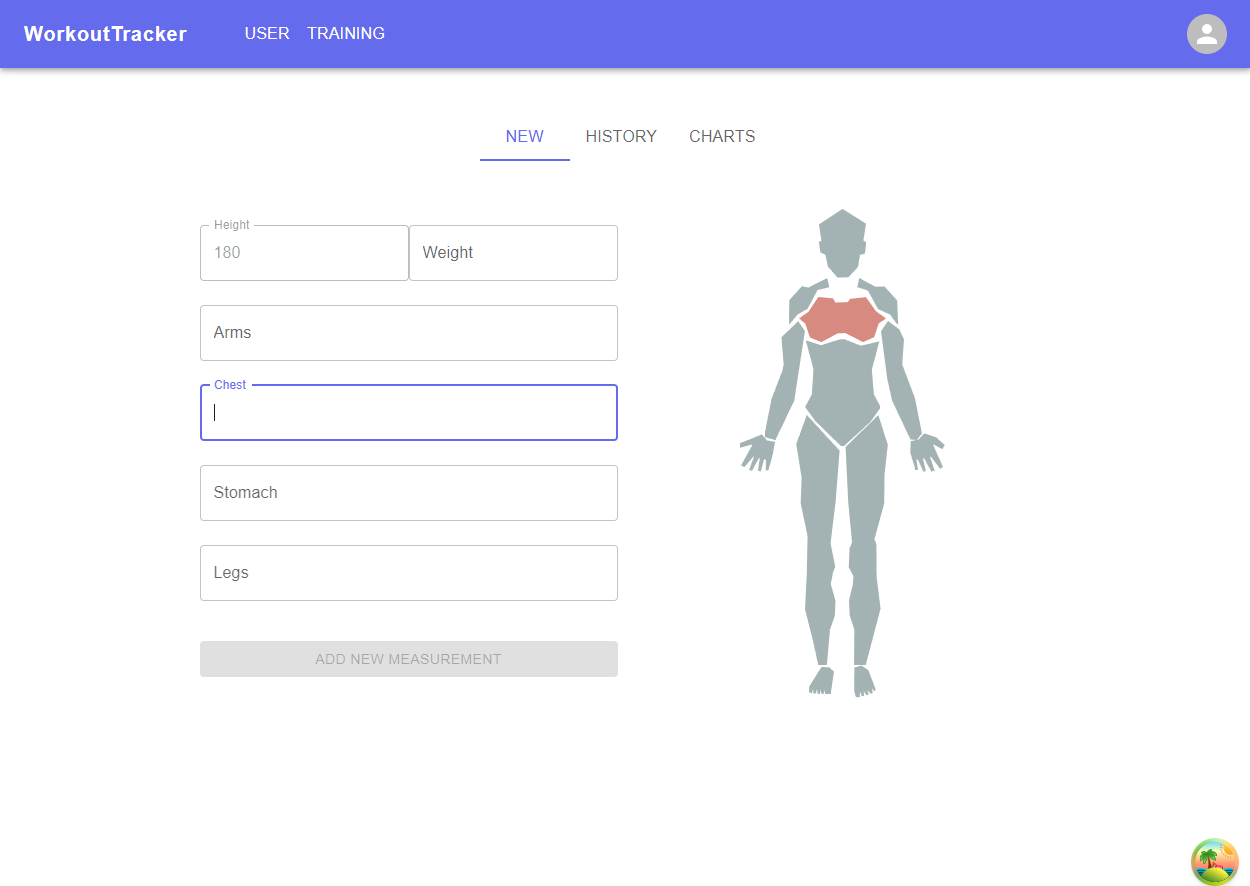 WorkoutTracker USER TRAINING
NEW HISTORY CHARTS
Height
180
Weight
Arms
Chest
Stomach
Legs
ADD NEW MEASUREMENT